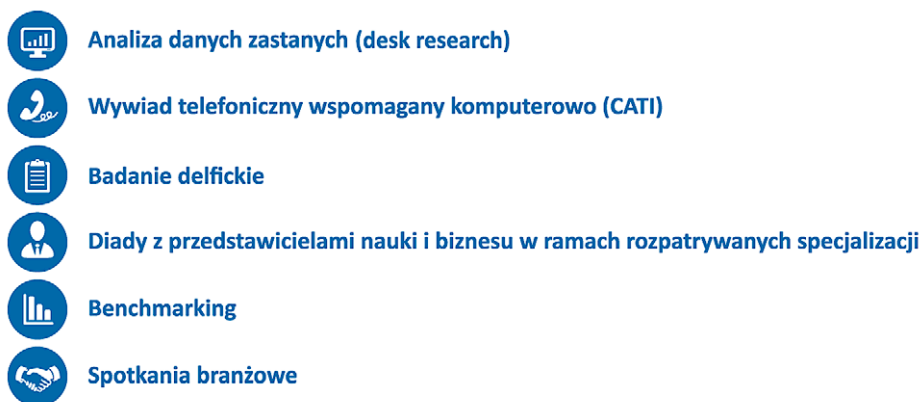 Analiza danych zastanych (desk research)
Wywiad telefoniczny wspomagany komputerowo (CATI)
Badanie delfickie
Diady z przedstawicielami nauki i biznesu w ramach rozpatrywanych specjalizacji
Benchmarking
Spotkania branżowe